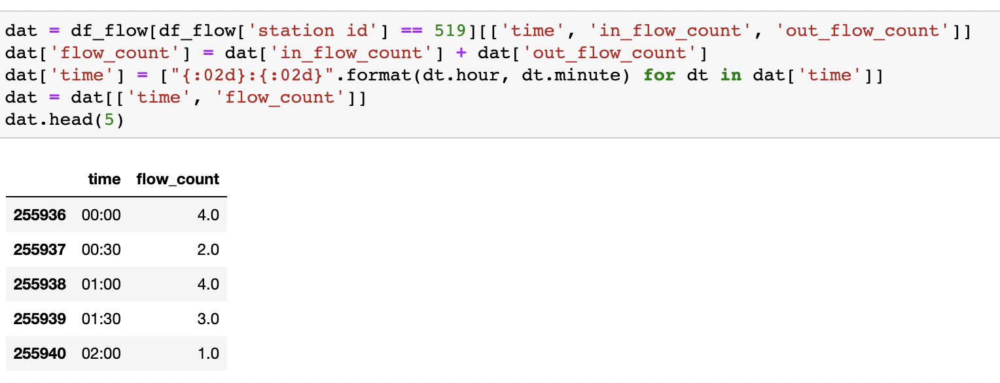 dat = df_flow[df_flow['station id'] == 519][['time', 'in_flow_count', 'out_flow_count']]
dat['flow_count'] = dat['in_flow_count'] + dat['out_flow_count']
dat['time'] = ["{:02d}:{:02d}".format(dt.hour, dt.minute) for dt in dat['time']]
dat = dat[['time', 'flow_count']]
dat.head(5)
time flow_count
255936 00:00 4.0
255937 00:30 2.0
255938 01:00 4.0
255939 01:30 3.0
255940 02:00 1.0